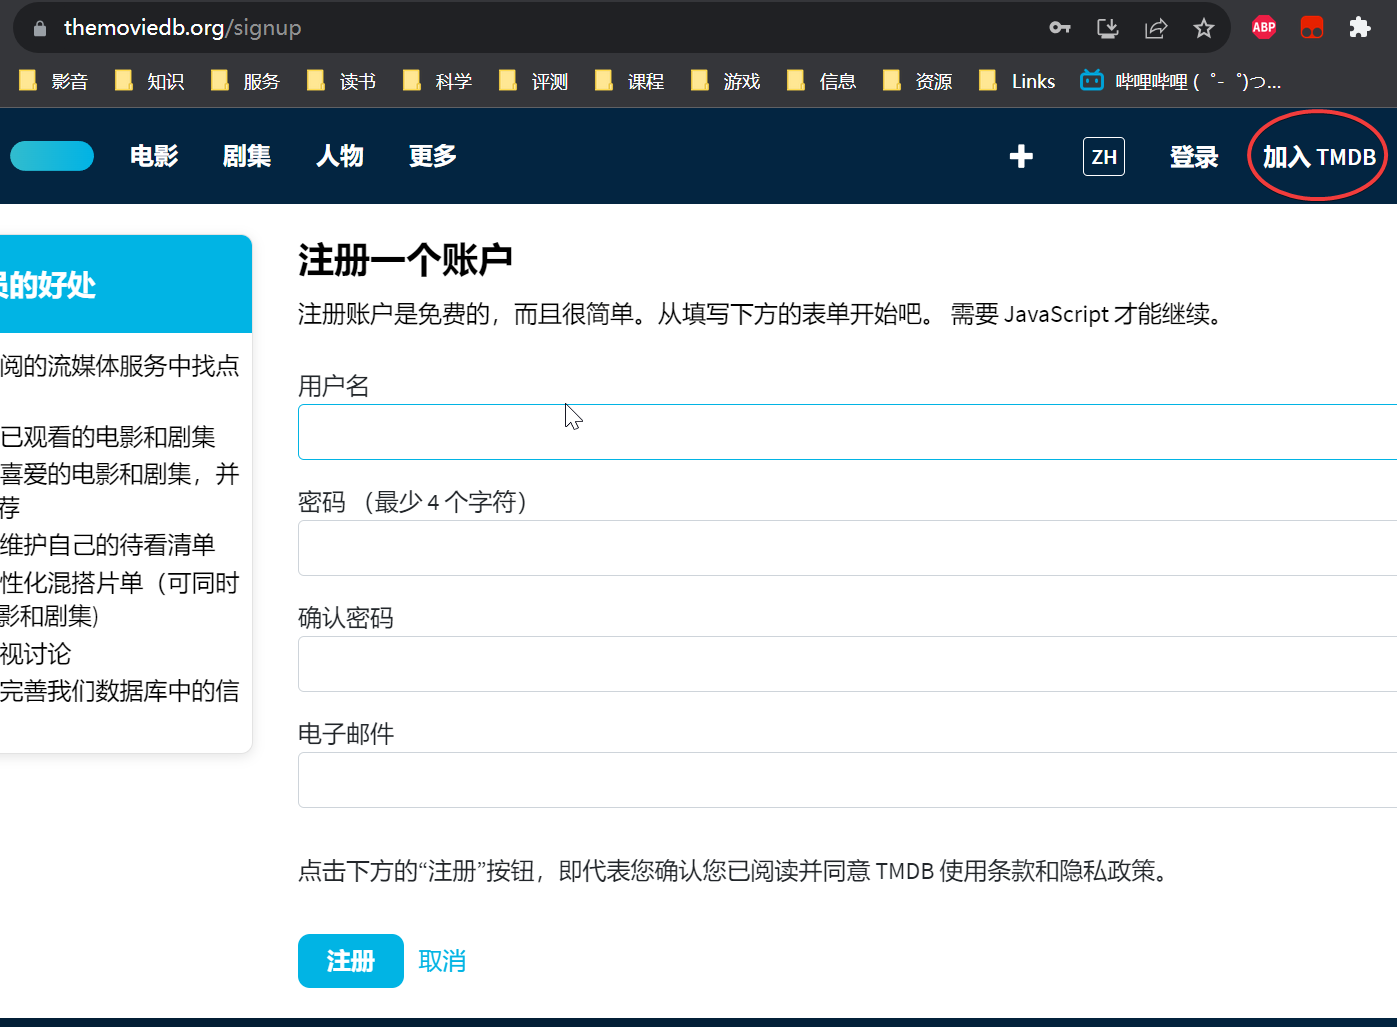 themoviedb.org/signup
ABP
影音 知识 服务 读书 科学 评测 课程 游戏 信息 资源 Links 哔哩哔哩 ( ゜- ゜)つ...
电影 剧集 人物 更多 ZH 登录 加入 TMDB
员的好处
阅的流媒体服务中找点
已观看的电影和剧集
喜爱的电影和剧集，并
荐
维护自己的待看清单
性化混搭片单（可同时
影和剧集)
视讨论
完善我们数据库中的信
注册一个账户
注册账户是免费的，而且很简单。从填写下方的表单开始吧。 需要 JavaScript 才能继续。
用户名
密码 （最少 4 个字符）
确认密码
电子邮件
点击下方的“注册”按钮，即代表您确认您已阅读并同意 TMDB 使用条款和隐私政策。
注册 取消